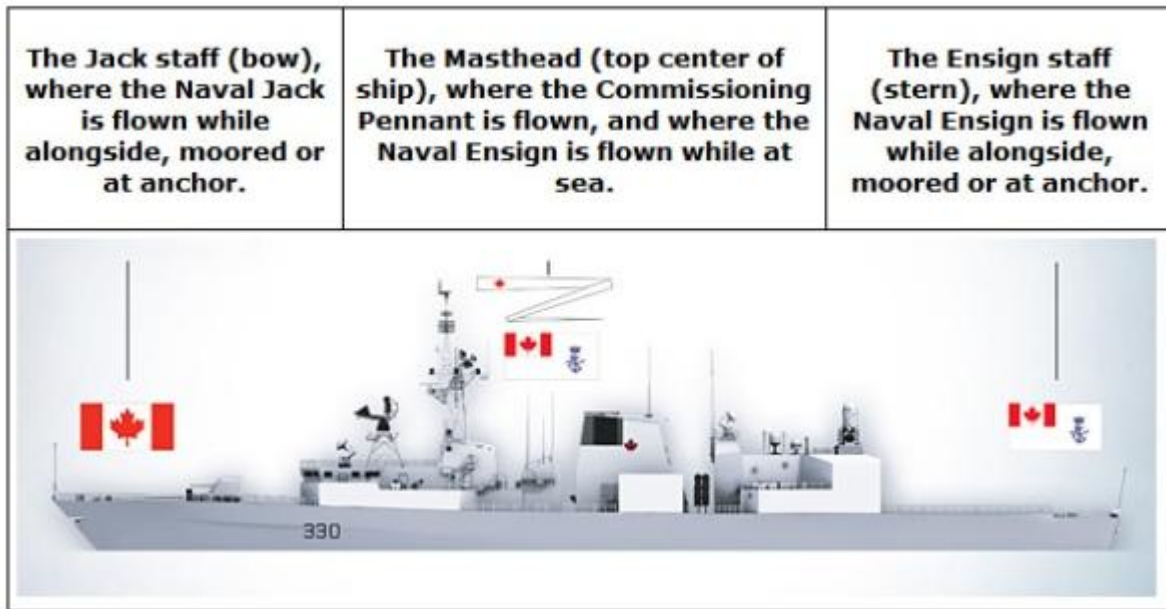 The Jack staff (bow),
where the Naval Jack
is flown while
alongside, moored or
at anchor.
The Masthead (top center of
ship), where the Commissioning
Pennant is flown, and where the
Naval Ensign is flown while at
sea.
The Ensign staff
(stern), where the
Naval Ensign is flown
while alongside,
moored or at anchor.
330